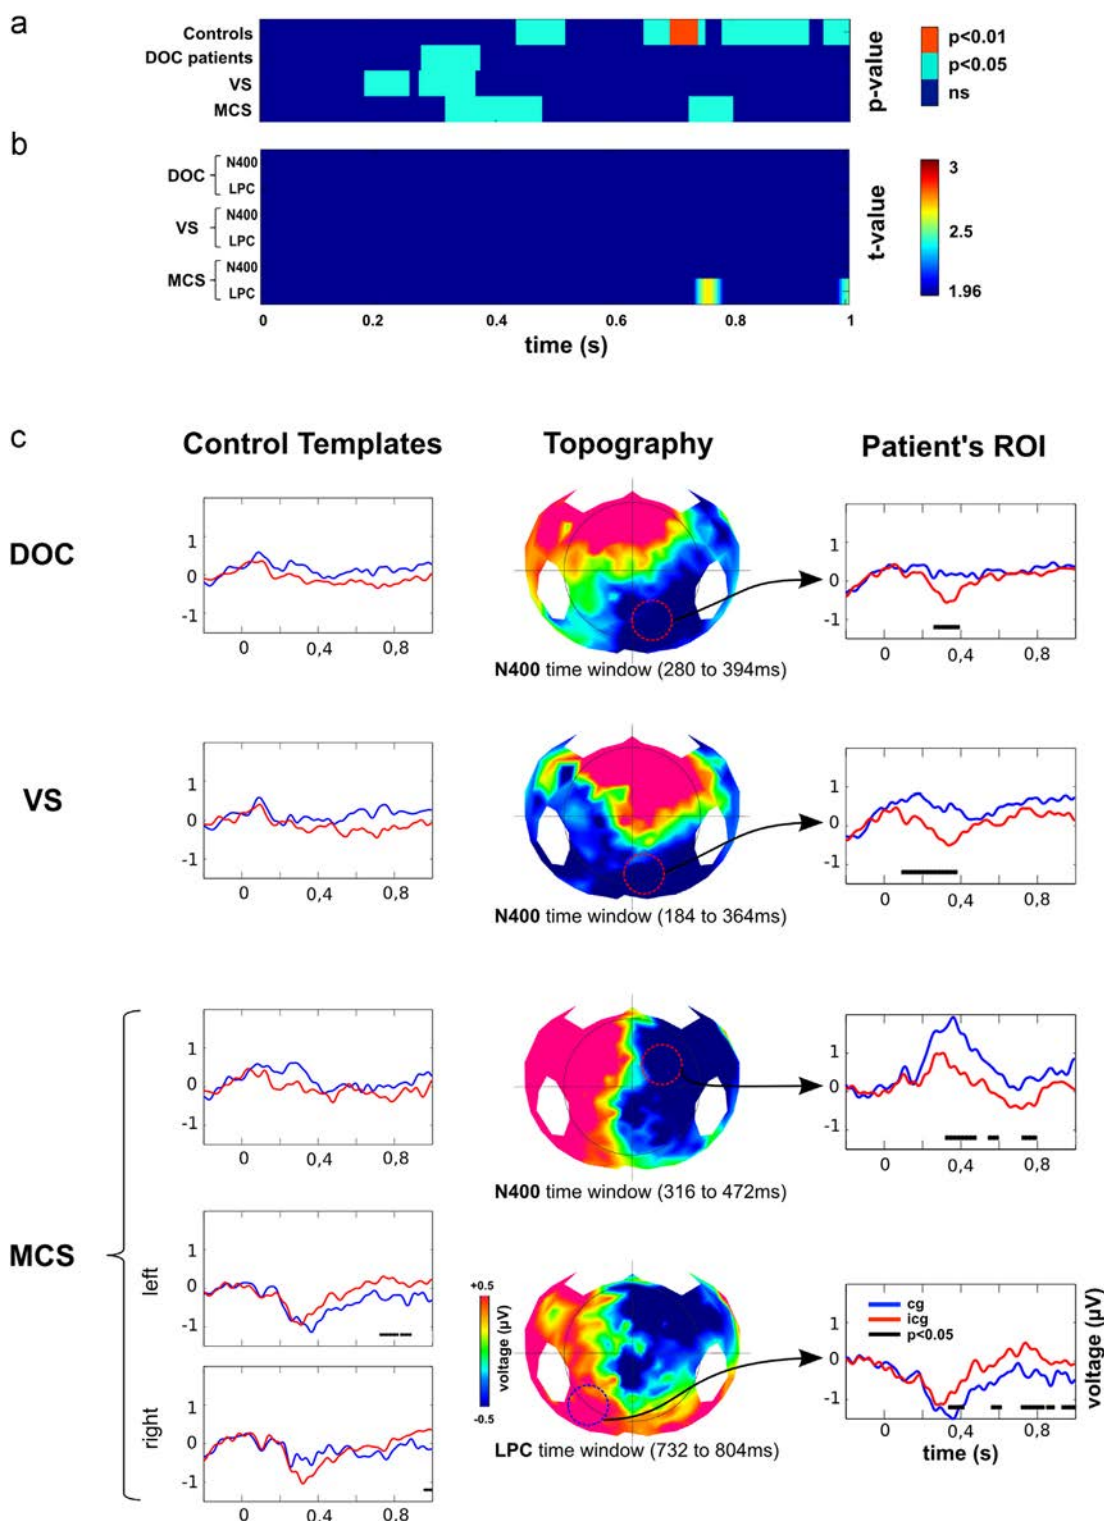 a
Controls
DOC patients
VS
MCS
p<0.01
p<0.05
ns
p-value
b
DOC
N400
LPC
VS
N400
LPC
MCS
N400
LPC
0 0.2 0.4 0.6 0.8 1
time (s)
3
2.5
1.96
t-value
c
Control Templates Topography Patient's ROI
DOC
1
0
-1
0 0,4 0,8
N400 time window (280 to 394ms)
1
0
-1
0 0,4 0,8
VS
1
0
-1
0 0,4 0,8
N400 time window (184 to 364ms)
1
0
-1
0 0,4 0,8
MCS
1
0
-1
0 0,4 0,8
N400 time window (316 to 472ms)
1
0
-1
0 0,4 0,8
left
1
0
-1
0 0,4 0,8
right
1
0
-1
0 0,4 0,8
+0.5
voltage (µV)
-0.5
LPC time window (732 to 804ms)
cg
icg
p<0.05
1
0
-1
0 0,4 0,8
time (s)
voltage (µV)